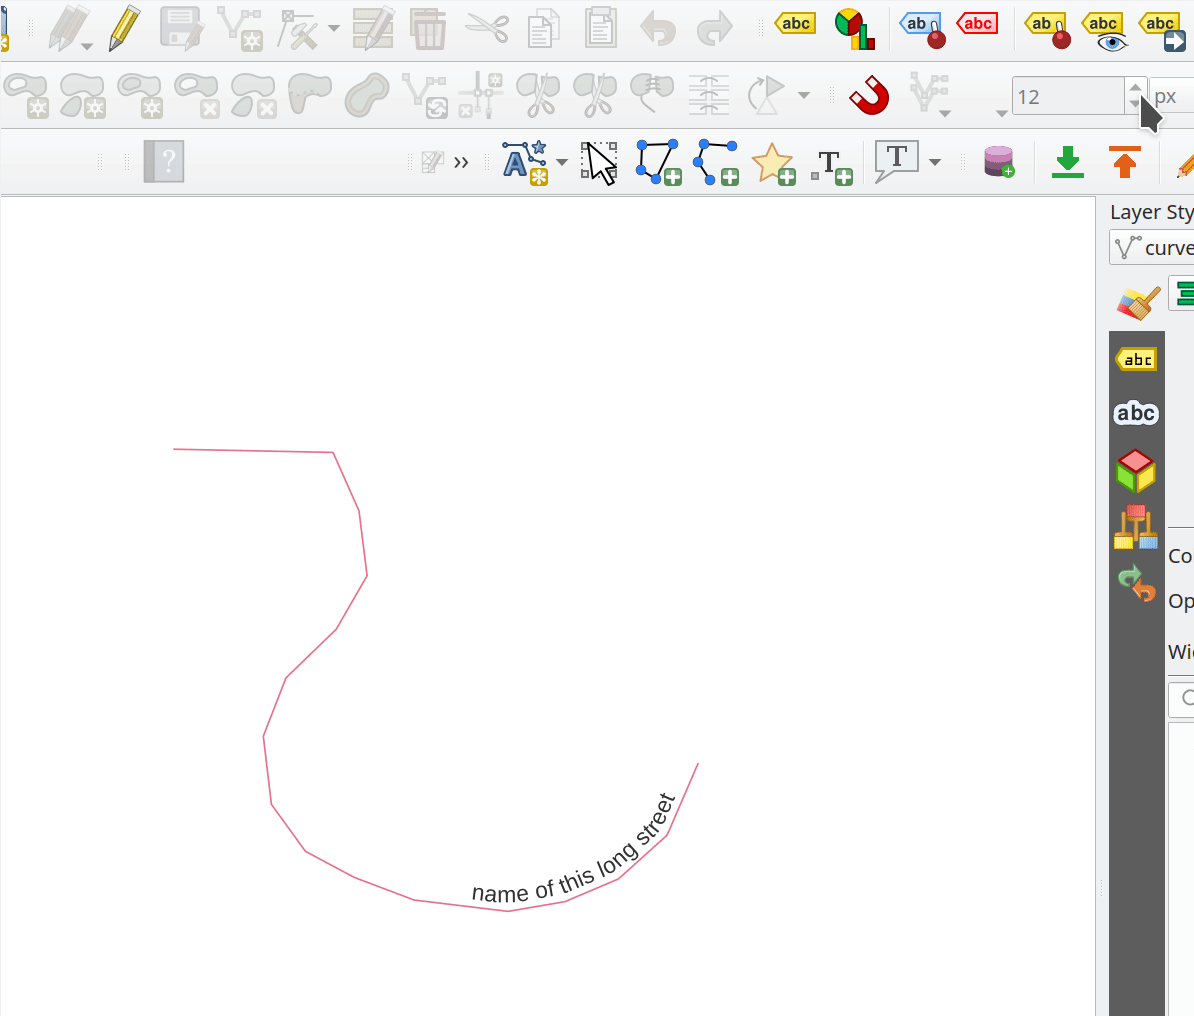 abc
ab
abc
ab
abc
abc
12
px
?
»
A
T
T
Layer Sty
curve
abc
abc
Co
Op
Wi
name of this long street